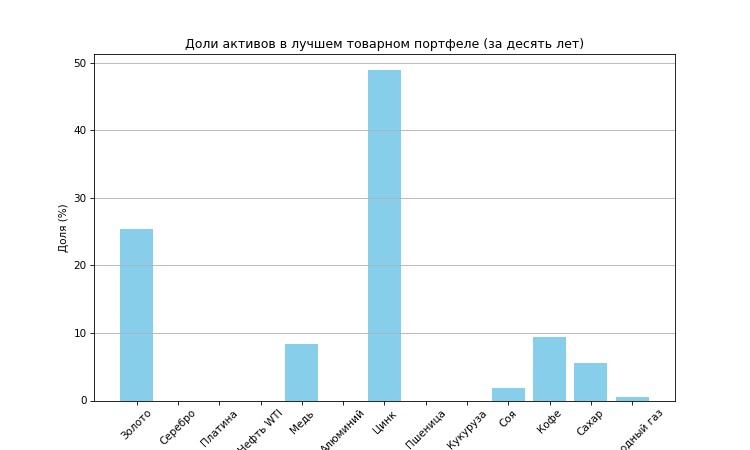 Доли активов в лучшем товарном портфеле (за десять лет)
Доля (%)
50
40
30
20
10
0
Золото
Серебро
Платина
Нефть WTI
Медь
Алюминий
Цинк
Пшеница
Кукуруза
Соя
Кофе
Сахар
газ